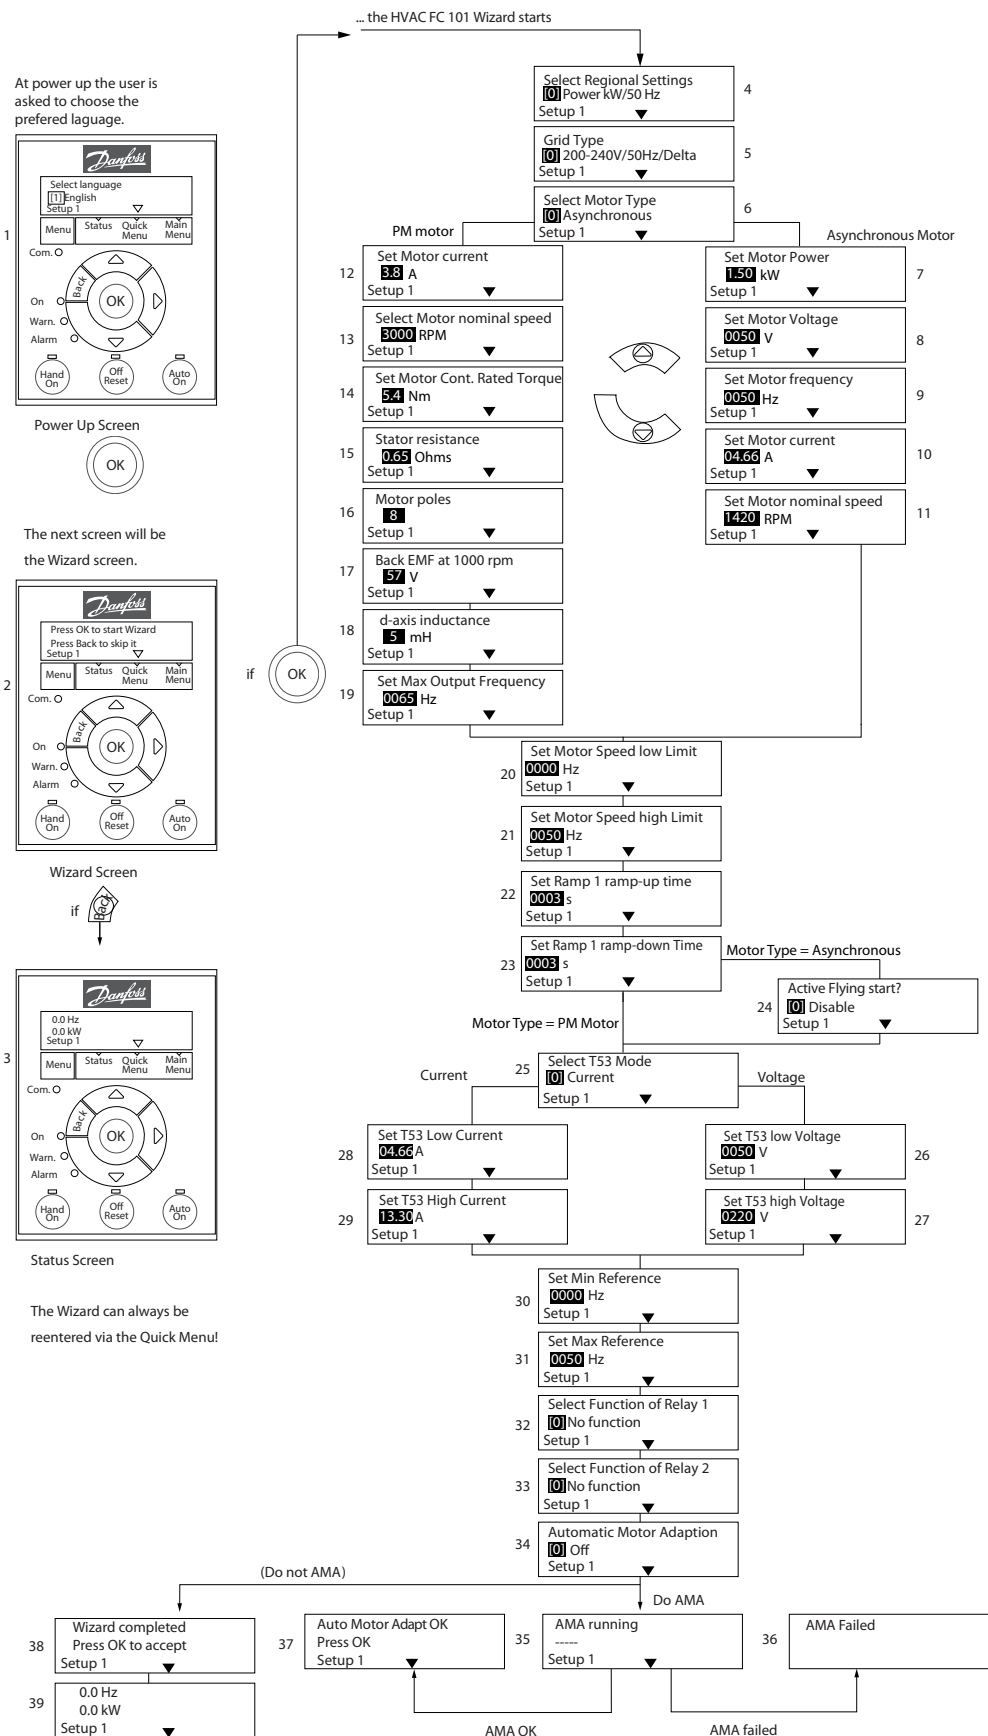 ... the HVAC FC 101 Wizard starts
At power up the user is
asked to choose the
prefered laguage.
1
Danfoss
Select language
[1] English
Setup 1
Menu
Status
Quick
Menu
Main
Menu
Com.
Back
OK
On
Warn.
Alarm
Hand
On
Off
Reset
Auto
On
Power Up Screen
OK
The next screen will be
the Wizard screen.
2
Danfoss
Press OK to start Wizard
Press Back to skip it
Setup 1
Menu
Status
Quick
Menu
Main
Menu
Com.
Back
OK
On
Warn.
Alarm
Hand
On
Off
Reset
Auto
On
Wizard Screen
if
Back
3
Danfoss
0.0 Hz
0.0 kW
Setup 1
Menu
Status
Quick
Menu
Main
Menu
Com.
Back
OK
On
Warn.
Alarm
Hand
On
Off
Reset
Auto
On
Status Screen
The Wizard can always be
reentered via the Quick Menu!
if
OK
Select Regional Settings
[0] Power kW/50 Hz
Setup 1
4
Grid Type
[0] 200-240V/50Hz/Delta
Setup 1
5
Select Motor Type
[0] Asynchronous
Setup 1
6
PM motor
Asynchronous Motor
12
Set Motor current
3.8 A
Setup 1
13
Select Motor nominal speed
3000 RPM
Setup 1
14
Set Motor Cont. Rated Torque
5.4 Nm
Setup 1
15
Stator resistance
0.65 Ohms
Setup 1
16
Motor poles
8
Setup 1
17
Back EMF at 1000 rpm
57 V
Setup 1
18
d-axis inductance
5 mH
Setup 1
19
Set Max Output Frequency
0065 Hz
Setup 1
Set Motor Power
1.50 kW
Setup 1
7
Set Motor Voltage
0050 V
Setup 1
8
Set Motor frequency
0050 Hz
Setup 1
9
Set Motor current
04.66 A
Setup 1
10
Set Motor nominal speed
1420 RPM
Setup 1
11
20
Set Motor Speed low Limit
0000 Hz
Setup 1
21
Set Motor Speed high Limit
0050 Hz
Setup 1
22
Set Ramp 1 ramp-up time
0003 s
Setup 1
23
Set Ramp 1 ramp-down Time
0003 s
Setup 1
Motor Type = Asynchronous
24
Active Flying start?
[0] Disable
Setup 1
Motor Type = PM Motor
25
Select T53 Mode
[0] Current
Setup 1
Current
Voltage
28
Set T53 Low Current
04.66 A
Setup 1
29
Set T53 High Current
13.30 A
Setup 1
Set T53 low Voltage
0050 V
Setup 1
26
Set T53 high Voltage
0220 V
Setup 1
27
30
Set Min Reference
0000 Hz
Setup 1
31
Set Max Reference
0050 Hz
Setup 1
32
Select Function of Relay 1
[0] No function
Setup 1
33
Select Function of Relay 2
[0] No function
Setup 1
34
Automatic Motor Adaption
[0] Off
Setup 1
(Do not AMA)
Do AMA
38
Wizard completed
Press OK to accept
Setup 1
39
0.0 Hz
0.0 kW
Setup 1
37
Auto Motor Adapt OK
Press OK
Setup 1
35
AMA running
-----
Setup 1
36
AMA Failed
AMA OK
AMA failed